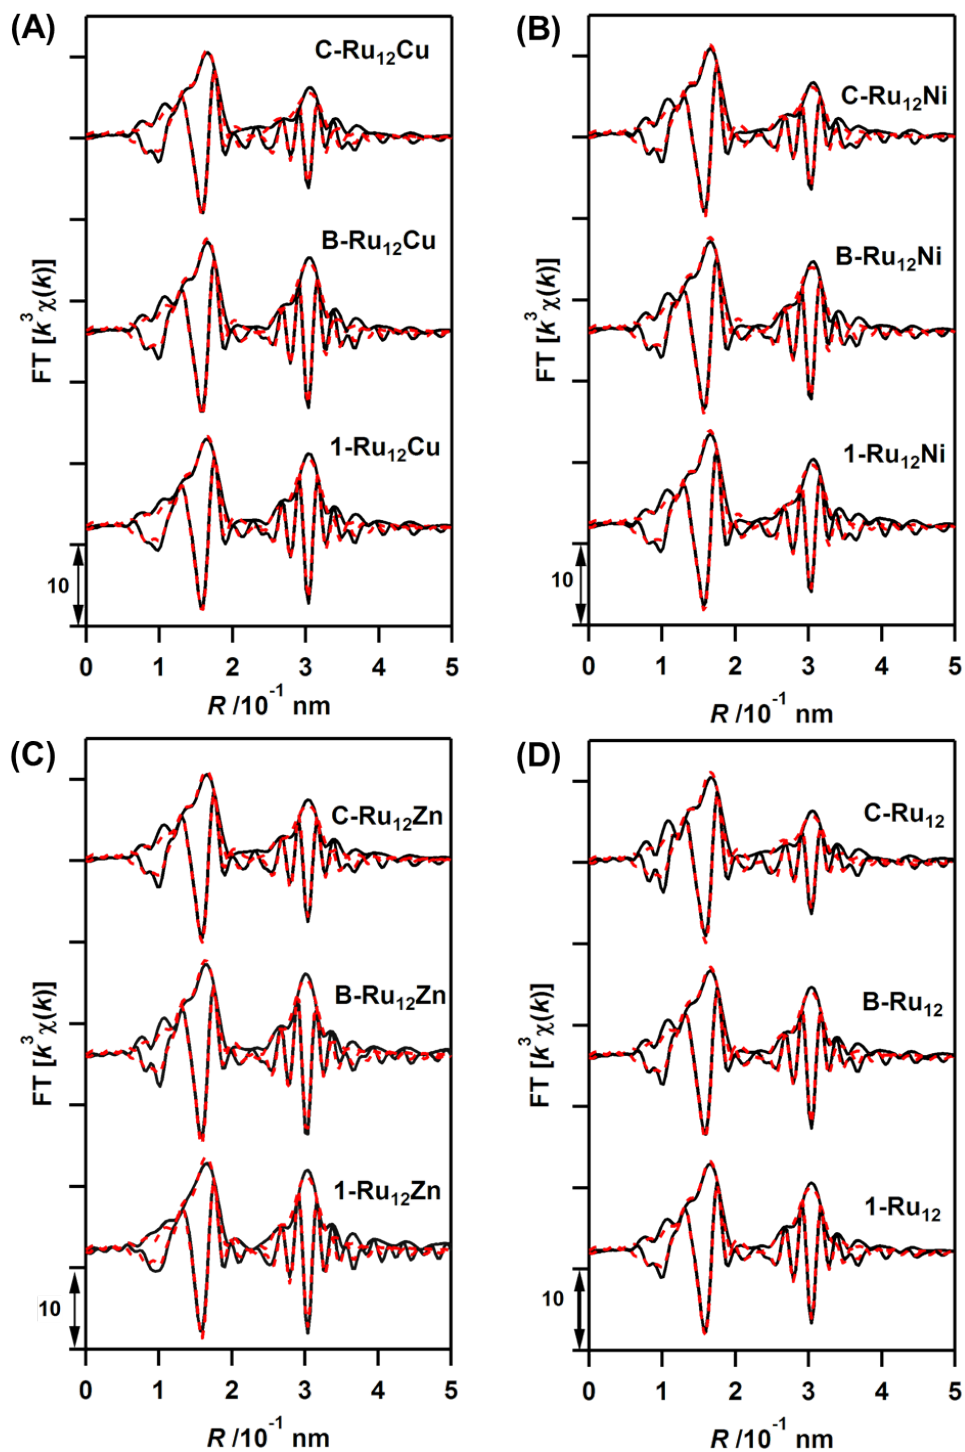 (A)
C-Ru₁₂Cu
B-Ru₁₂Cu
1-Ru₁₂Cu
FT [k³χ(k)]
10
0 1 2 3 4 5
R /10⁻¹ nm
(B)
C-Ru₁₂Ni
B-Ru₁₂Ni
1-Ru₁₂Ni
FT [k³χ(k)]
10
0 1 2 3 4 5
R /10⁻¹ nm
(C)
C-Ru₁₂Zn
B-Ru₁₂Zn
1-Ru₁₂Zn
FT [k³χ(k)]
10
0 1 2 3 4 5
R /10⁻¹ nm
(D)
C-Ru₁₂
B-Ru₁₂
1-Ru₁₂
FT [k³χ(k)]
10
0 1 2 3 4 5
R /10⁻¹ nm